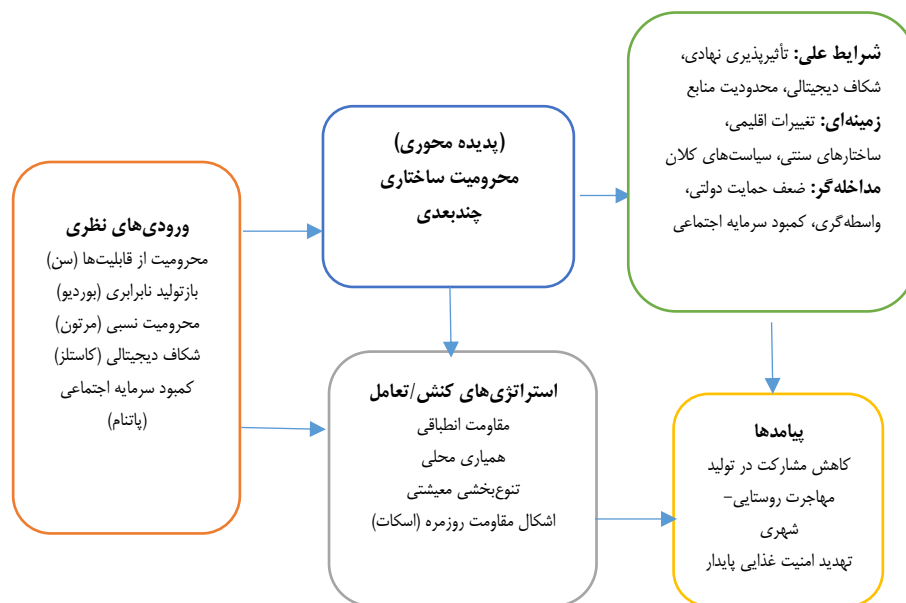 شرایط علی: تأثیرپذیری نهادی،
شکاف دیجیتالی، محدودیت منابع
زمینه‌ای: تغییرات اقلیمی،
ساختارهای سنتی، سیاست‌های کلان
مداخله‌گر: ضعف حمایت دولتی،
واسطه‌گری، کمبود سرمایه اجتماعی
(پدیده محوری)
محرومیت ساختاری
چندبعدی
ورودی‌های نظری
محرومیت از قابلیت‌ها (سن)
بازتولید نابرابری (بوردیو)
محرومیت نسبی (مرتون)
شکاف دیجیتالی (کاستلز)
کمبود سرمایه اجتماعی
(پاتنام)
استراتژی‌های کنش/تعامل
مقاومت انطباقی
همیاری محلی
تنوع‌بخشی معیشتی
اشکال مقاومت روزمره (اسکات)
پیامدها
کاهش مشارکت در تولید
مهاجرت روستایی–
شهری
تهدید امنیت غذایی پایدار